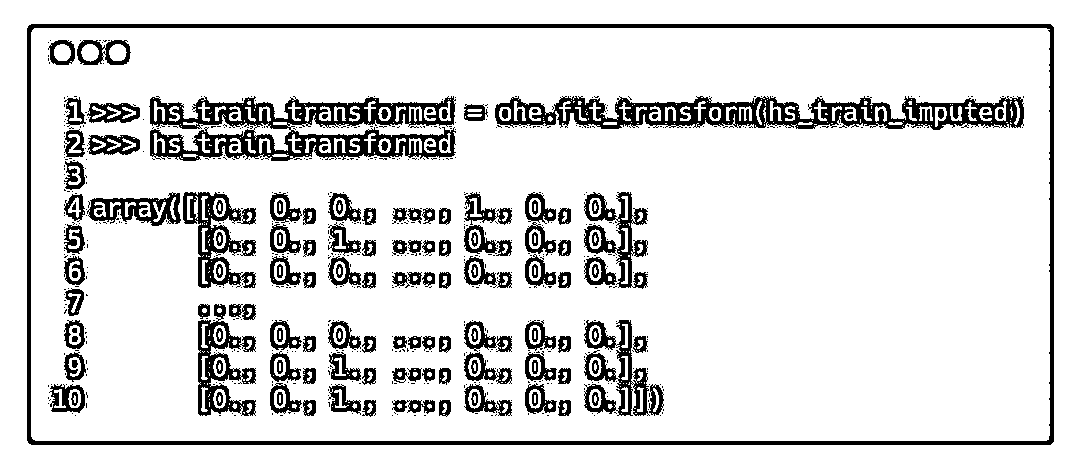 1 >>> hs_train_transformed = ohe.fit_transform(hs_train_imputed)
2 >>> hs_train_transformed
3
4 array([[0., 0., 0., ..., 1., 0., 0.],
5        [0., 0., 1., ..., 0., 0., 0.],
6        [0., 0., 0., ..., 0., 0., 0.],
7        ...,
8        [0., 0., 0., ..., 0., 0., 0.],
9        [0., 0., 1., ..., 0., 0., 0.],
10        [0., 0., 1., ..., 0., 0., 0.]])